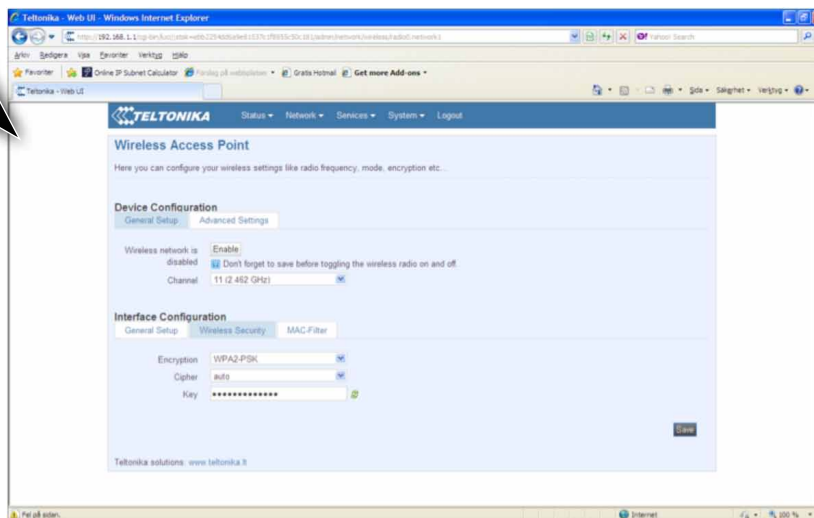 Teltonika - Web UI - Windows Internet Explorer
Yahoo! Search
Arkiv Redigera Visa Favoriter Verktyg Hjälp
Favoriter Online IP Subnet Calculator Gratis Hotmail Get more Add-ons
Teltonika - Web UI
Sida Säkerhet Verktyg
TELTONIKA Status Network Services System Logout
Wireless Access Point
Here you can configure your wireless settings like radio frequency, mode, encryption etc...
Device Configuration
General Setup Advanced Settings
Wireless network is disabled Enable
Don't forget to save before toggling the wireless radio on and off.
Channel 11 (2.462 GHz)
Interface Configuration
General Setup Wireless Security MAC-Filter
Encryption WPA2-PSK
Cipher auto
Key •••••••••••••
Save
Teltonika solutions: www.teltonika.lt
Fel på sidan. Internet 100 %